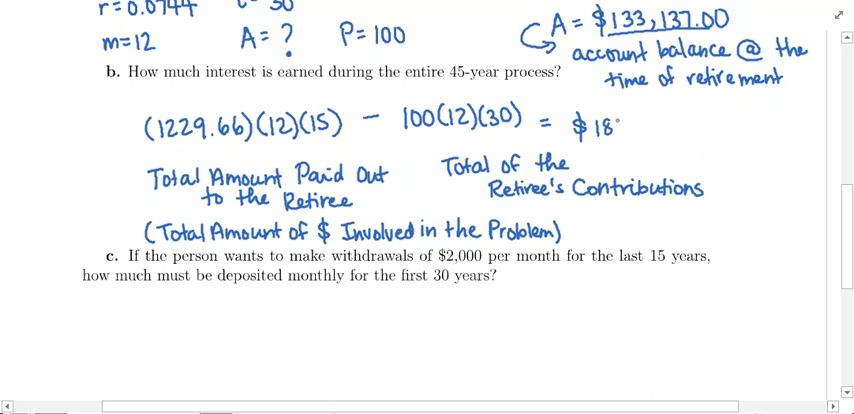 r=0.0744 t= 30
m=12 A= ? P=100 A= $133,137.00
account balance @ the
time of retirement
b. How much interest is earned during the entire 45-year process?
(1229.66)(12)(15) - 100(12)(30) = $18
Total Amount Paid Out
to the Retiree
Total of the
Retiree's Contributions
(Total Amount of $ Involved in the Problem)
c. If the person wants to make withdrawals of $2,000 per month for the last 15 years,
how much must be deposited monthly for the first 30 years?